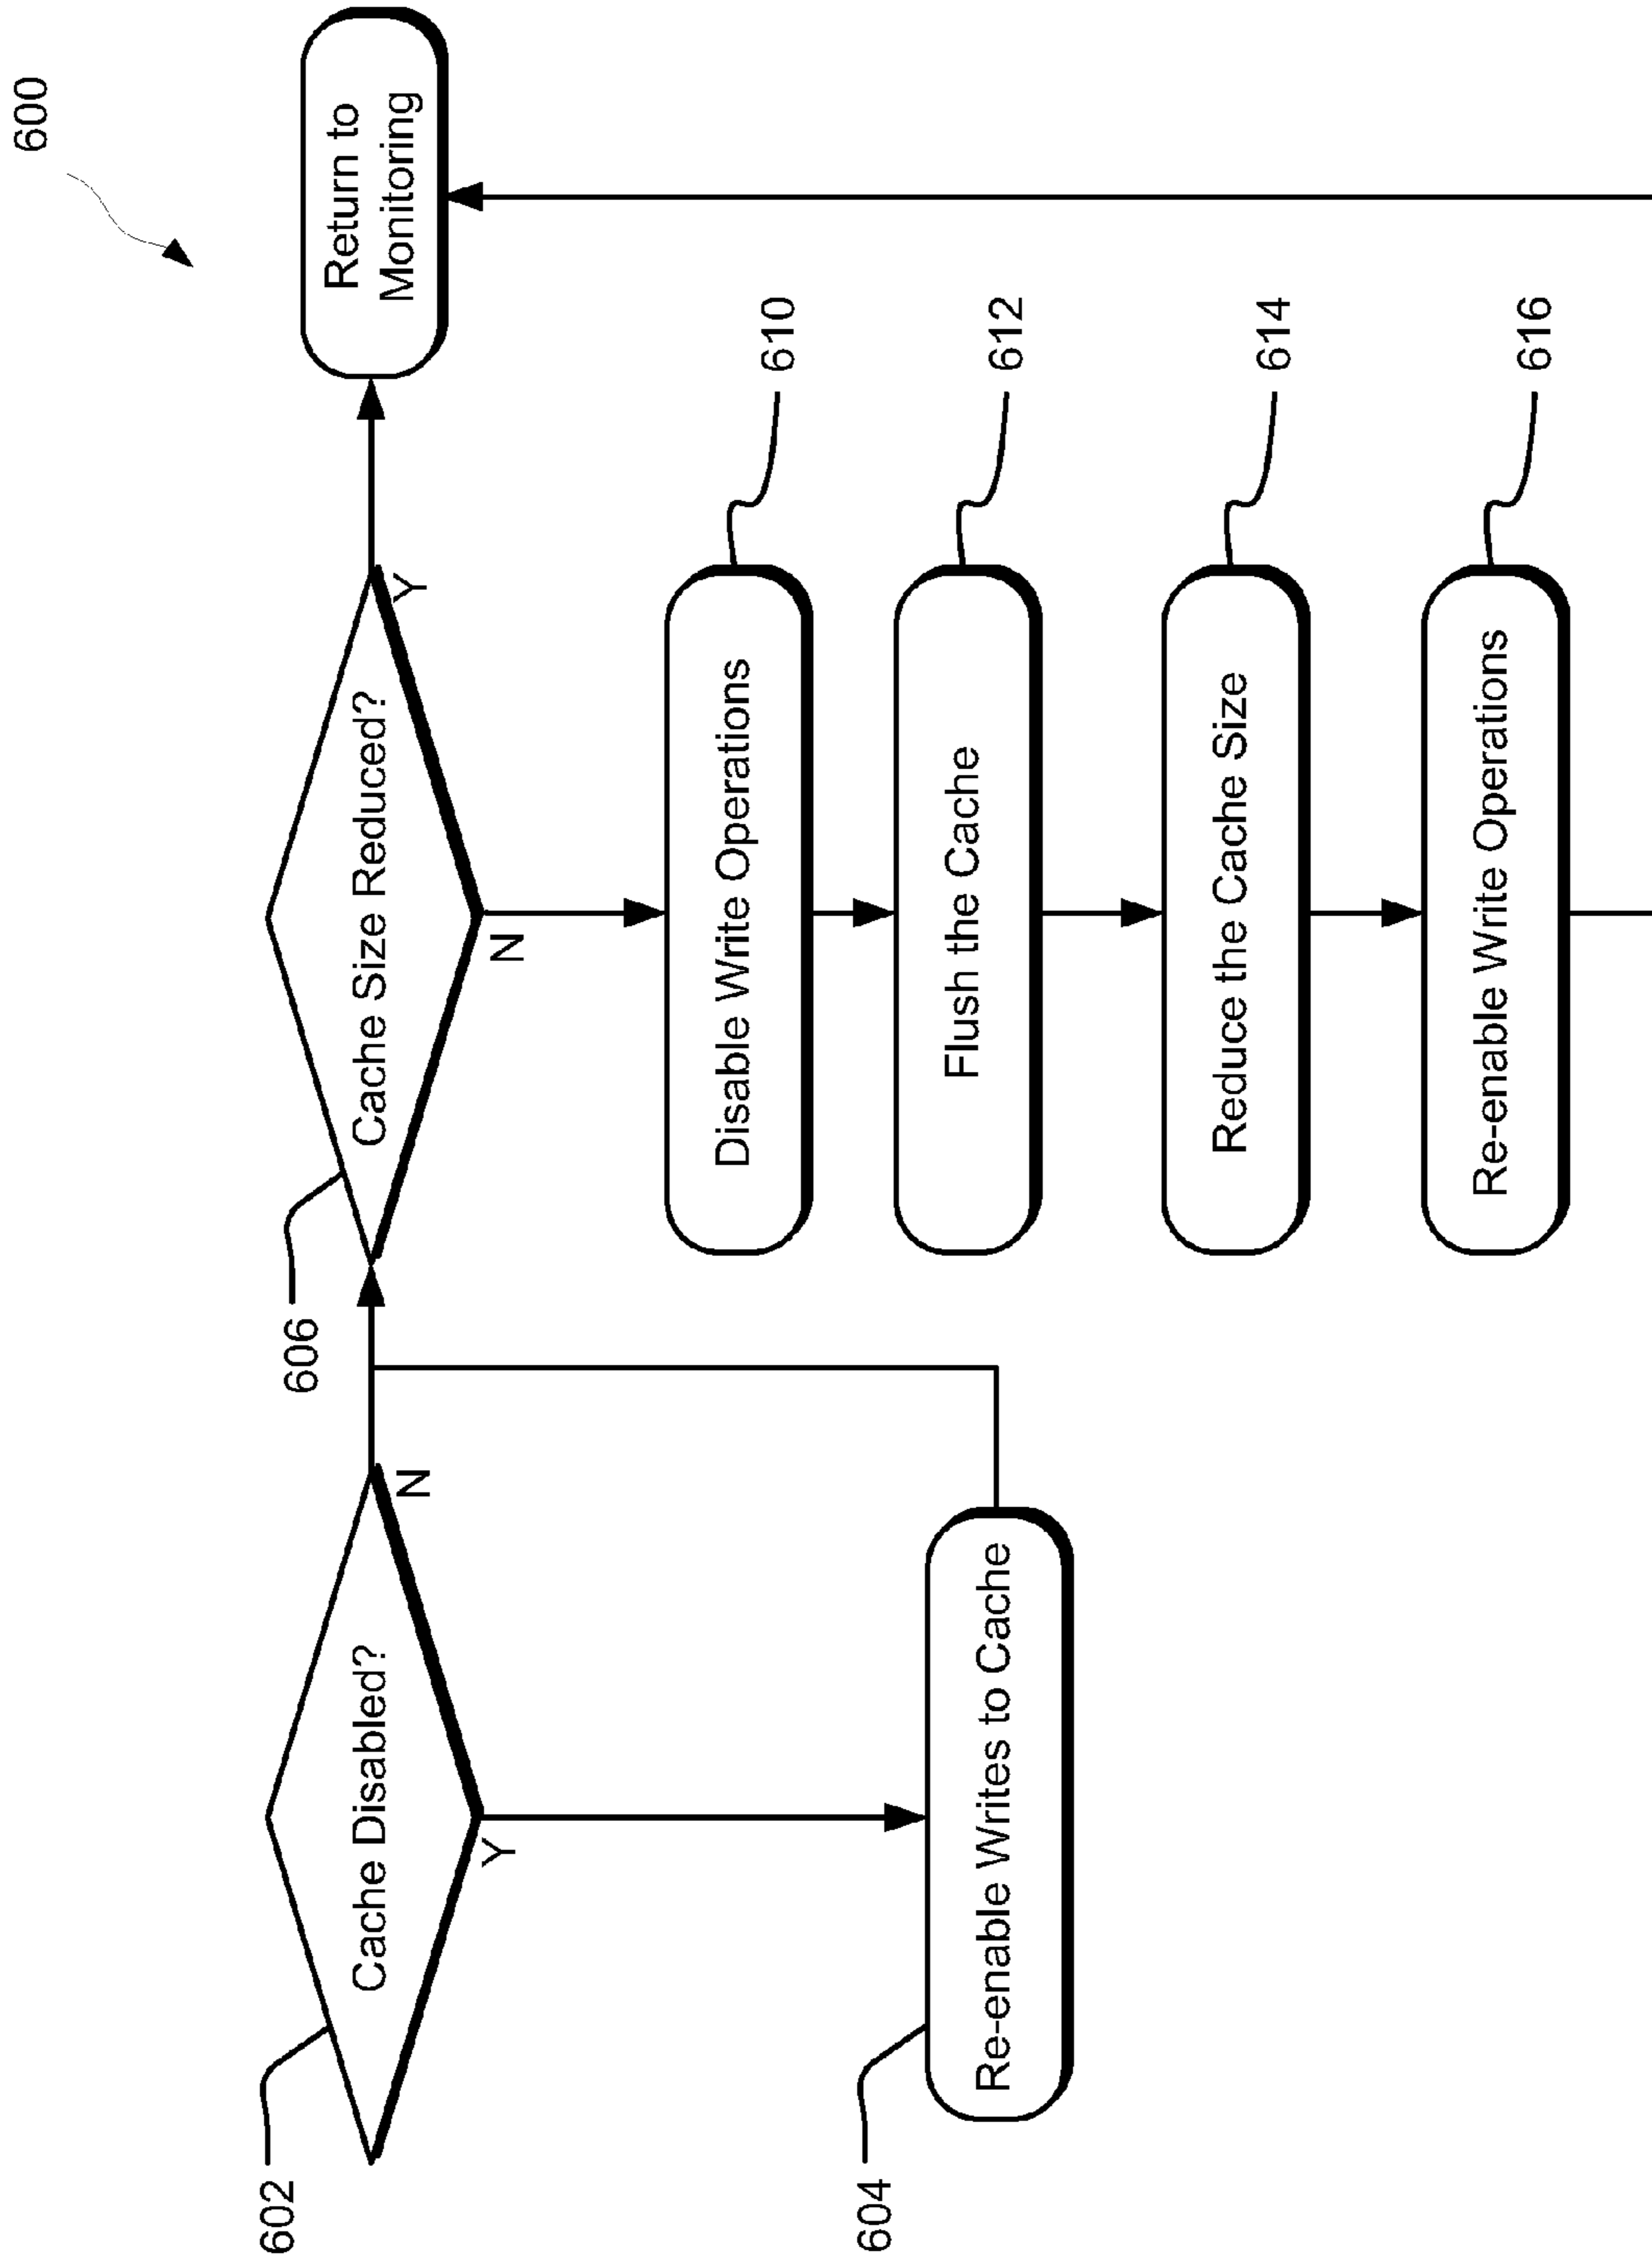 600
602
Cache Disabled?
N
Y
604
Re-enable Writes to Cache
606
Cache Size Reduced?
Y
N
Return to
Monitoring
Disable Write Operations
610
Flush the Cache
612
Reduce the Cache Size
614
Re-enable Write Operations
616